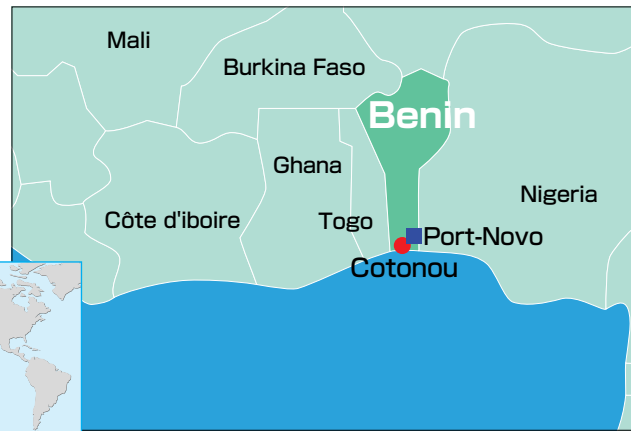 Mali
Burkina Faso
Benin
Ghana
Nigeria
Côte d'iboire
Togo
Port-Novo
Cotonou